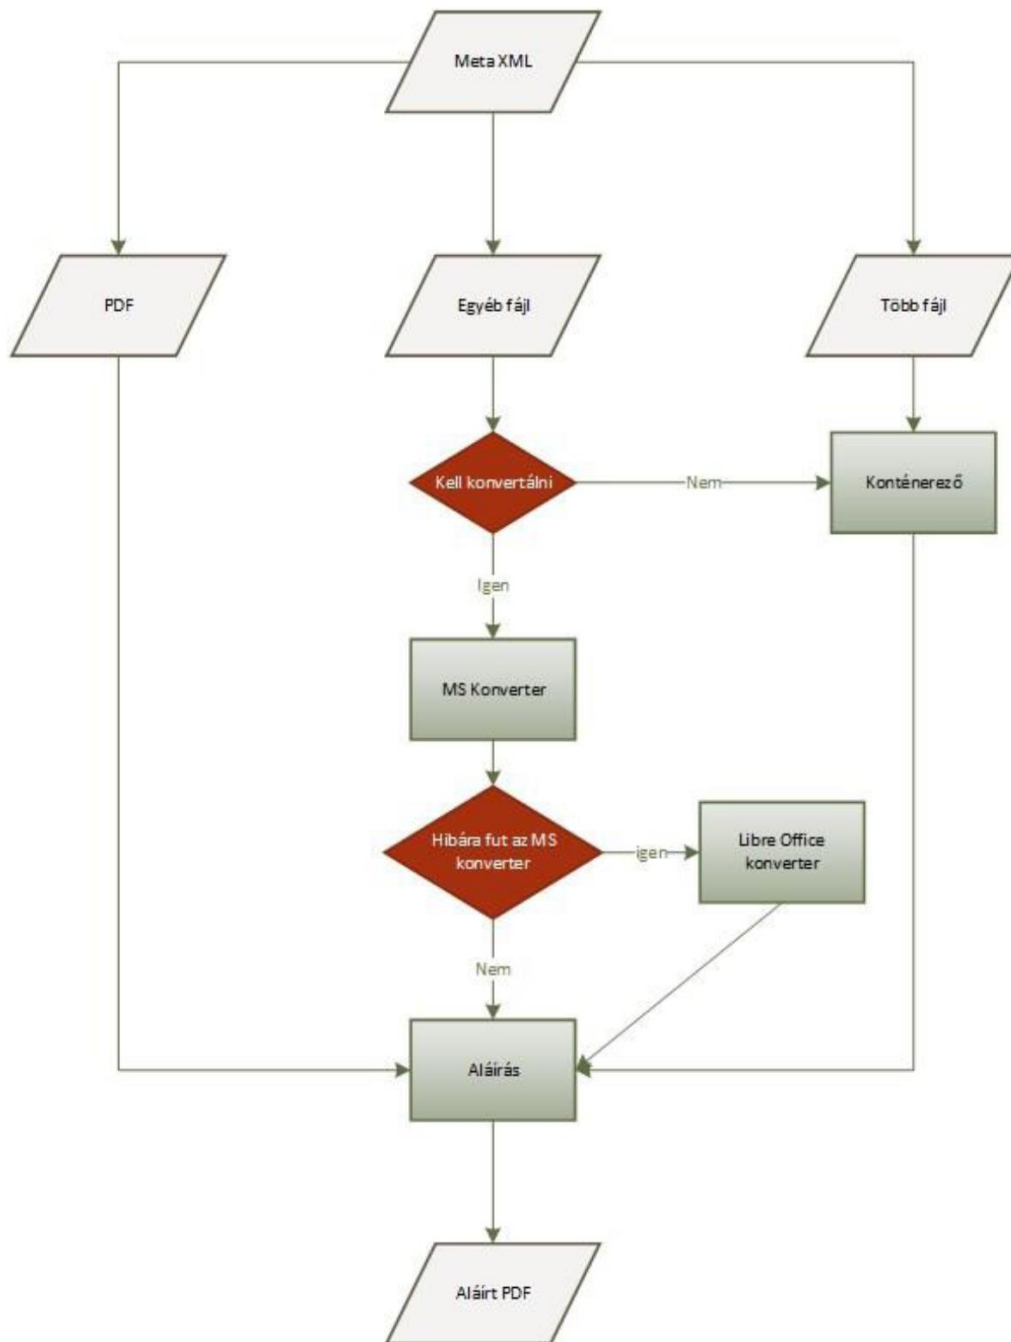 Meta XML
PDF
Egyéb fájl
Több fájl
Kell konvertálni
Nem
Konténerező
Igen
MS Konverter
Hibára fut az MS
konverter
igen
Libre Office
konverter
Nem
Aláírás
Aláírt PDF